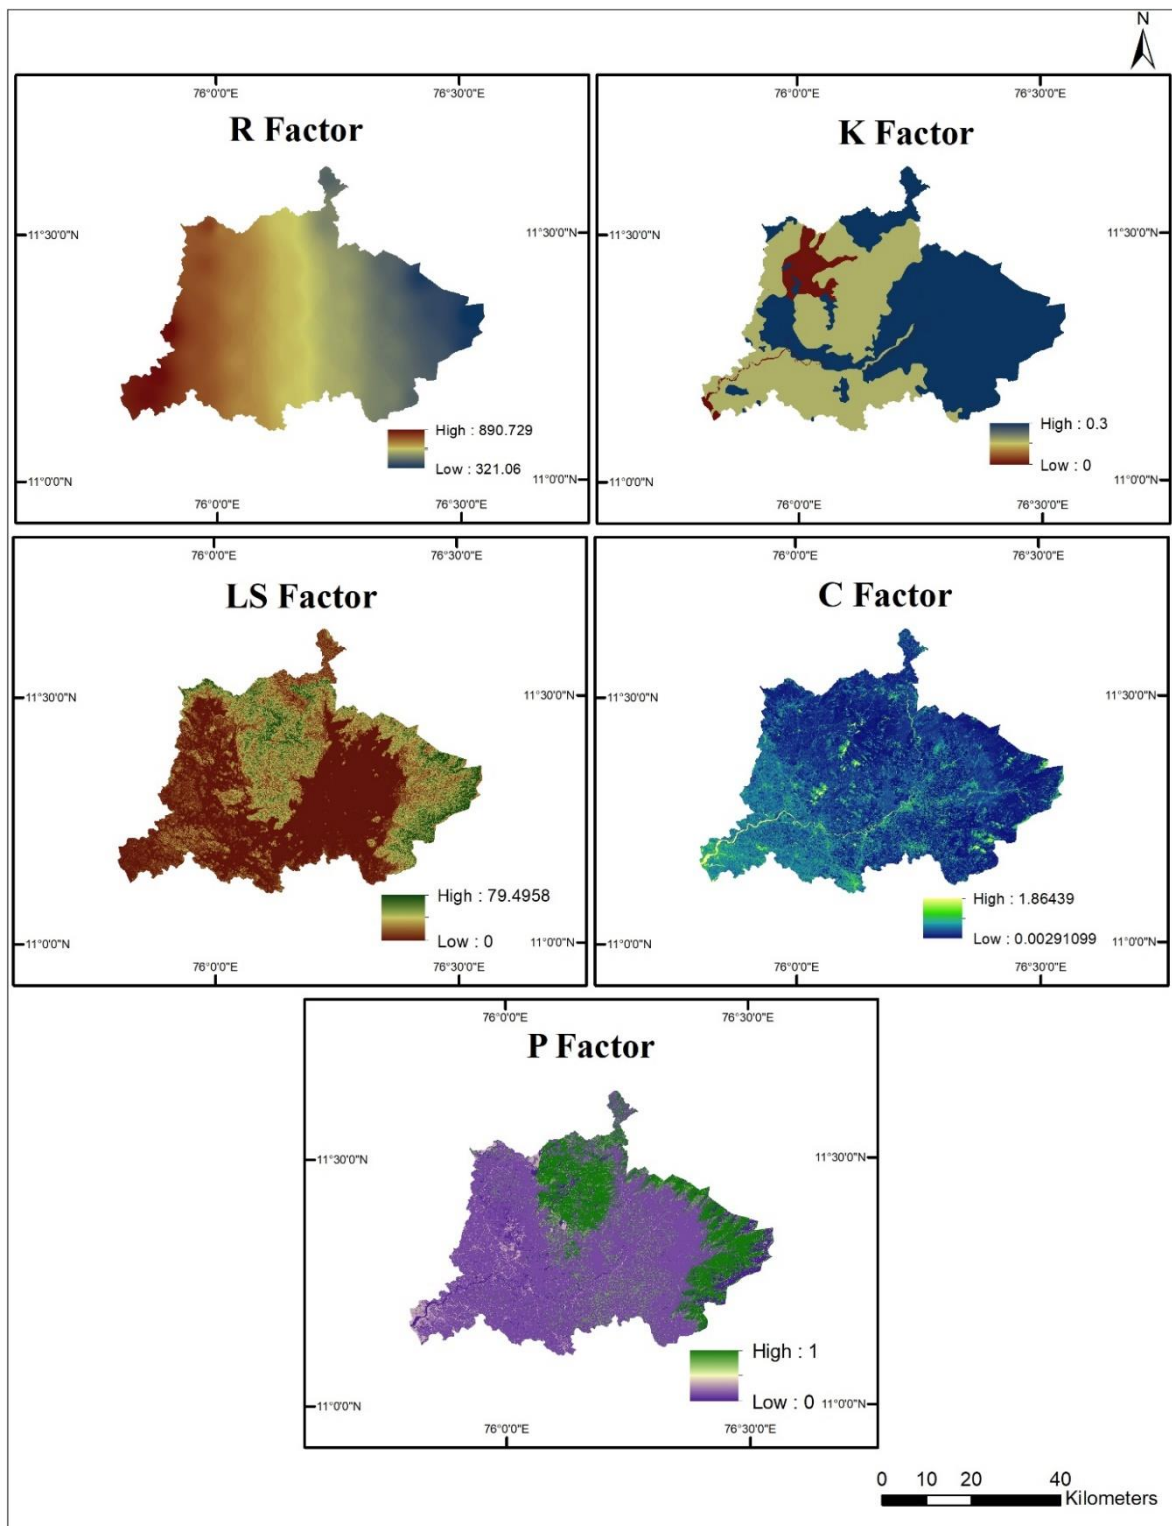 N
76°0'0"E 76°30'0"E
R Factor
11°30'0"N 11°30'0"N
High : 890.729
Low : 321.06
11°0'0"N 11°0'0"N
76°0'0"E 76°30'0"E
76°0'0"E 76°30'0"E
K Factor
11°30'0"N 11°30'0"N
High : 0.3
Low : 0
11°0'0"N 11°0'0"N
76°0'0"E 76°30'0"E
76°0'0"E 76°30'0"E
LS Factor
11°30'0"N 11°30'0"N
High : 79.4958
Low : 0
11°0'0"N 11°0'0"N
76°0'0"E 76°30'0"E
76°0'0"E 76°30'0"E
C Factor
11°30'0"N 11°30'0"N
High : 1.86439
Low : 0.00291099
11°0'0"N 11°0'0"N
76°0'0"E 76°30'0"E
76°0'0"E 76°30'0"E
P Factor
11°30'0"N 11°30'0"N
High : 1
Low : 0
11°0'0"N 11°0'0"N
76°0'0"E 76°30'0"E
0 10 20 40
Kilometers